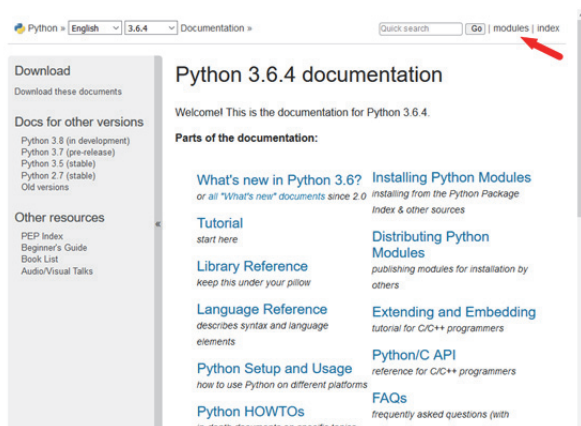 Python » English 3.6.4 Documentation » Quick search Go | modules | index
Download
Download these documents
Docs for other versions
Python 3.8 (in development)
Python 3.7 (pre-release)
Python 3.5 (stable)
Python 2.7 (stable)
Old versions
Other resources
PEP Index
Beginner's Guide
Book List
Audio/Visual Talks
«
Python 3.6.4 documentation
Welcome! This is the documentation for Python 3.6.4.
Parts of the documentation:
What's new in Python 3.6?
or all "What's new" documents since 2.0
Tutorial
start here
Library Reference
keep this under your pillow
Language Reference
describes syntax and language
elements
Python Setup and Usage
how to use Python on different platforms
Python HOWTOs
in-depth documents on specific topics
Installing Python Modules
installing from the Python Package
Index & other sources
Distributing Python
Modules
publishing modules for installation by
others
Extending and Embedding
tutorial for C/C++ programmers
Python/C API
reference for C/C++ programmers
FAQs
frequently asked questions (with